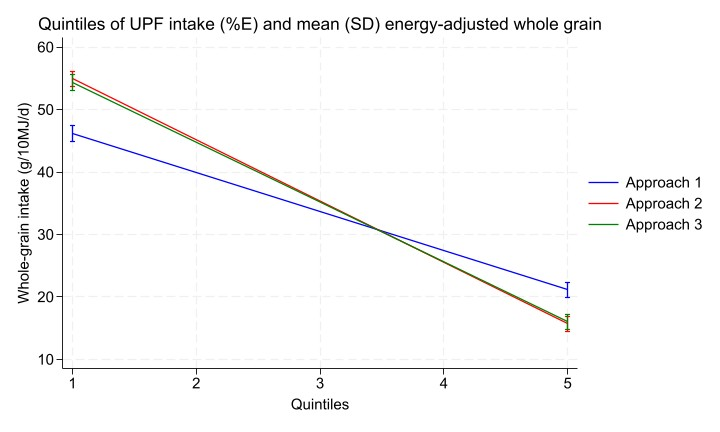 Quintiles of UPF intake (%E) and mean (SD) energy-adjusted whole grain
60
50
40
30
20
10
Whole-grain intake (g/10MJ/d)
1 2 3 4 5
Quintiles
Approach 1
Approach 2
Approach 3